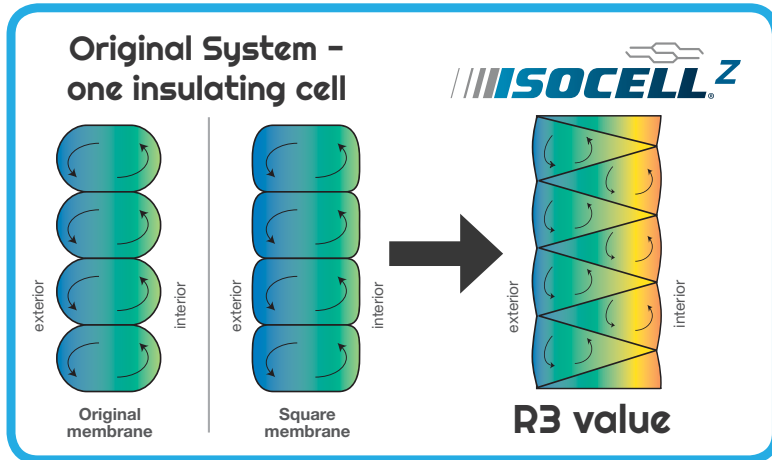 Original System –
one insulating cell
ISOCELL® Z
exterior
interior
Original
membrane
exterior
interior
Square
membrane
exterior
interior
R3 value